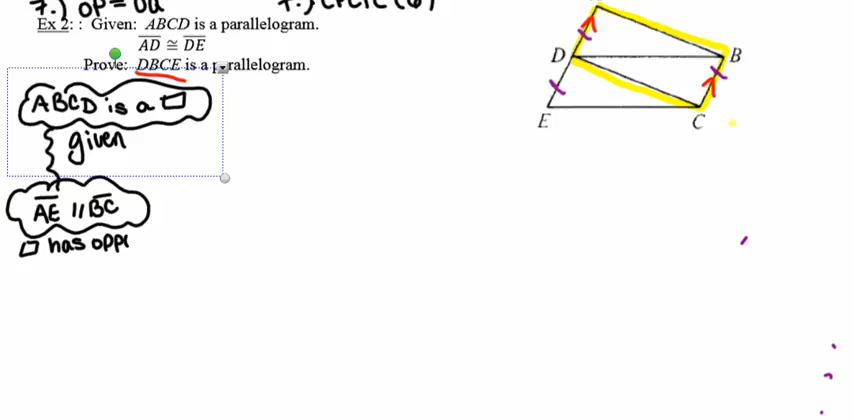 7.) OP = OU
Ex 2: : Given: ABCD is a parallelogram.
AD ≅ DE
Prove: DBCE is a parallelogram.
ABCD is a ▱
given
AE // BC
▱ has opp
D
B
E
C